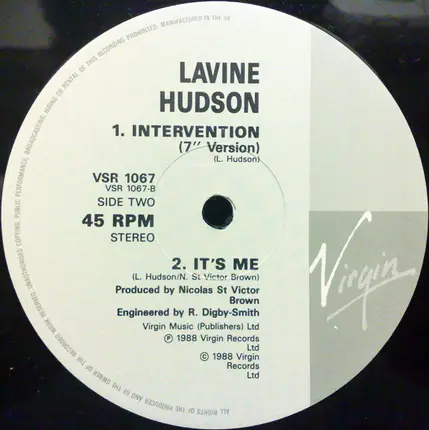 LAVINE
HUDSON
1. INTERVENTION
(7" Version)
(L. Hudson)
VSR 1067
VSR 1067-B
SIDE TWO
45 RPM
STEREO
2. IT'S ME
(L. Hudson/N. St Victor Brown)
Produced by Nicolas St Victor
Brown
Engineered by R. Digby-Smith
Virgin Music (Publishers) Ltd
Ⓟ 1988 Virgin Records
Ltd
© 1988 Virgin
Records
Ltd
Virgin
ALL RIGHTS OF THE PRODUCER AND OF THE OWNER OF THE RECORDED WORK RESERVED. UNAUTHORISED COPYING, PUBLIC PERFORMANCE, BROADCASTING, HIRING OR RENTAL OF THIS RECORDING PROHIBITED. MANUFACTURED IN THE UK